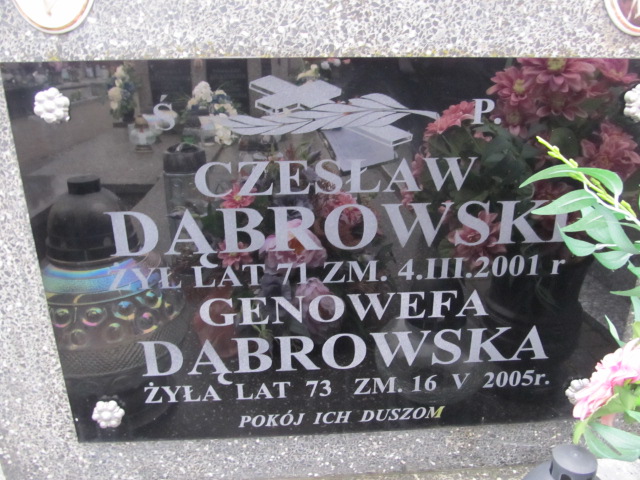 Ś P.
CZESŁAW
DĄBROWSKI
ŻYŁ LAT 71 ZM. 4.III.2001 r
GENOWEFA
DĄBROWSKA
ŻYŁA LAT 73 ZM. 16 V 2005r.
POKÓJ ICH DUSZOM